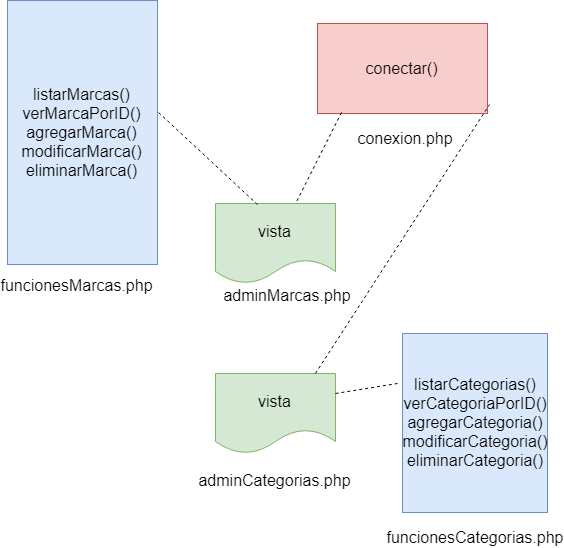 listarMarcas()
verMarcaPorID()
agregarMarca()
modificarMarca()
eliminarMarca()
funcionesMarcas.php
conectar()
conexion.php
vista
adminMarcas.php
vista
adminCategorias.php
listarCategorias()
verCategoriaPorID()
agregarCategoria()
modificarCategoria()
eliminarCategoria()
funcionesCategorias.php